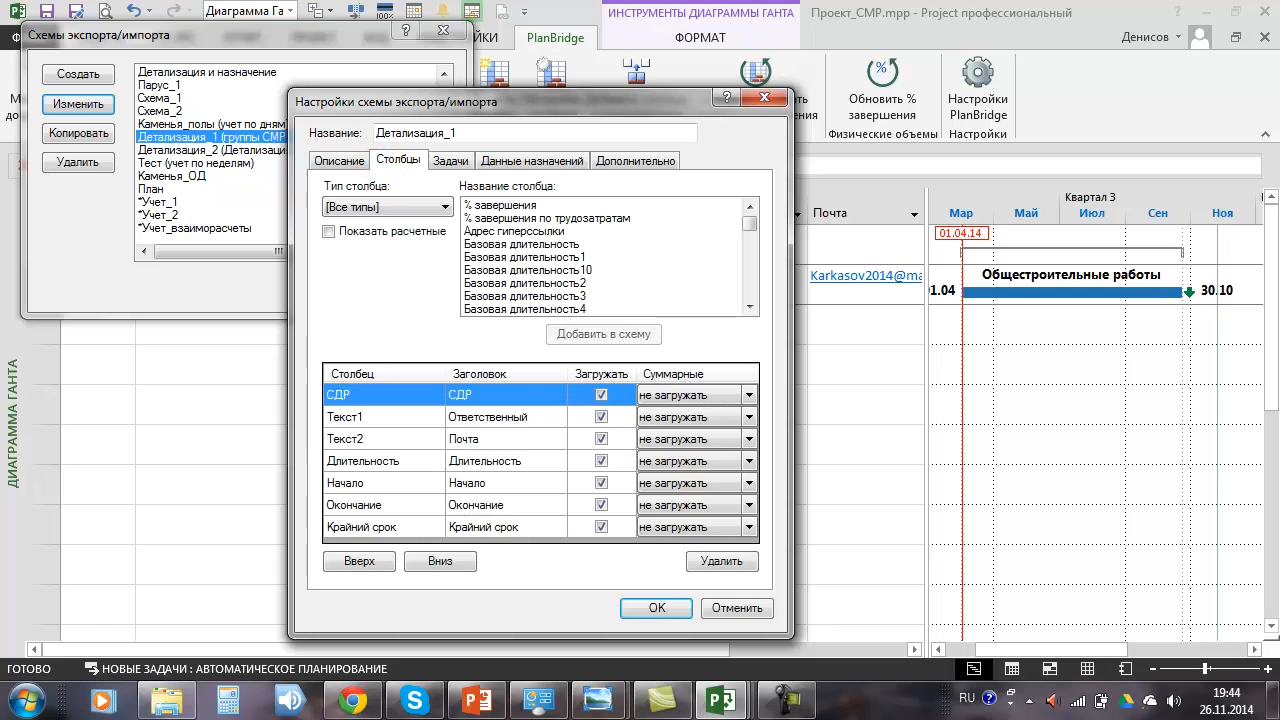 Диаграмма Га
ИНСТРУМЕНТЫ ДИАГРАММЫ ГАНТА
Проект_СМР.mpp - Project профессиональный
PlanBridge
ФОРМАТ
Денисов
Обновить %
завершения
Физические объемы
Настройки
PlanBridge
Настройки
Схемы экспорта/импорта
Создать
Изменить
Копировать
Удалить
Детализация и назначение
Парус_1
Схема_1
Схема_2
Каменья_полы (учет по дням)
Детализация_1 (группы СМР
Детализация_2 (Детализаци
Тест (учет по неделям)
Каменка_ОД
План
*Учет_1
*Учет_2
*Учет_взаиморасчеты
Настройки схемы экспорта/импорта
Название:
Детализация_1
Описание
Столбцы
Задачи
Данные назначений
Дополнительно
Тип столбца:
[Все типы]
Показать расчетные
Название столбца:
% завершения
% завершения по трудозатратам
Адрес гиперссылки
Базовая длительность
Базовая длительность1
Базовая длительность10
Базовая длительность2
Базовая длительность3
Базовая длительность4
Добавить в схему
Столбец Заголовок Загружать Суммарные
СДР СДР не загружать
Текст1 Ответственный не загружать
Текст2 Почта не загружать
Длительность Длительность не загружать
Начало Начало не загружать
Окончание Окончание не загружать
Крайний срок Крайний срок не загружать
Вверх
Вниз
Удалить
OK
Отменить
Почта
Karkasov2014@ma
Квартал 3
Мар Май Июл Сен Ноя
01.04.14
Общестроительные работы
01.04
30.10
ДИАГРАММА ГАНТА
ГОТОВО
НОВЫЕ ЗАДАЧИ : АВТОМАТИЧЕСКОЕ ПЛАНИРОВАНИЕ
RU
19:44
26.11.2014